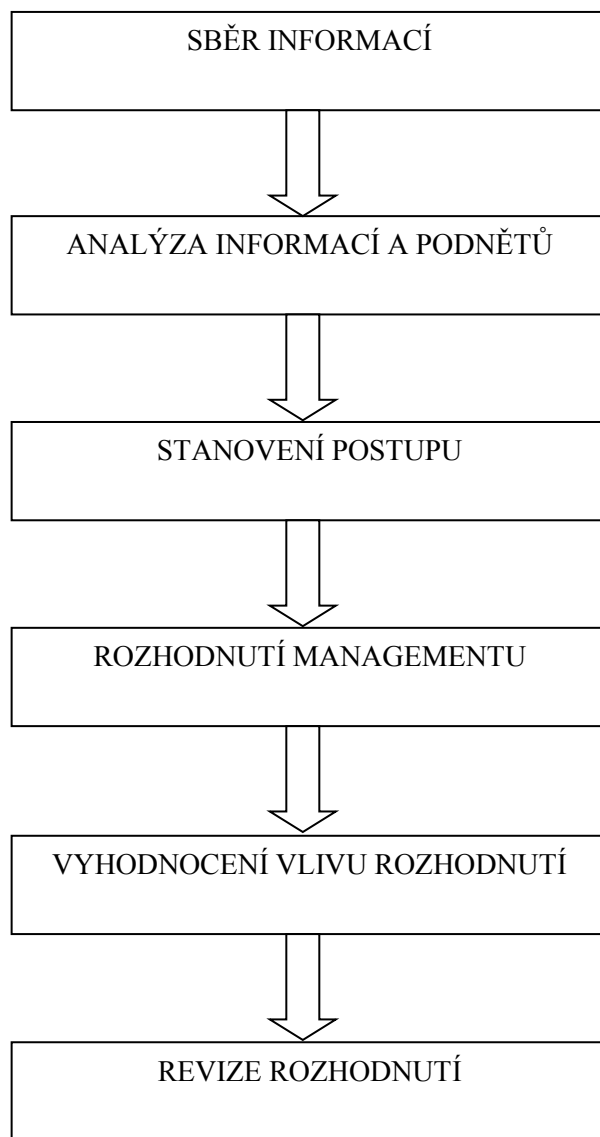 SBĚR INFORMACÍ
ANALÝZA INFORMACÍ A PODNĚTŮ
STANOVENÍ POSTUPU
ROZHODNUTÍ MANAGEMENTU
VYHODNOCENÍ VLIVU ROZHODNUTÍ
REVIZE ROZHODNUTÍ